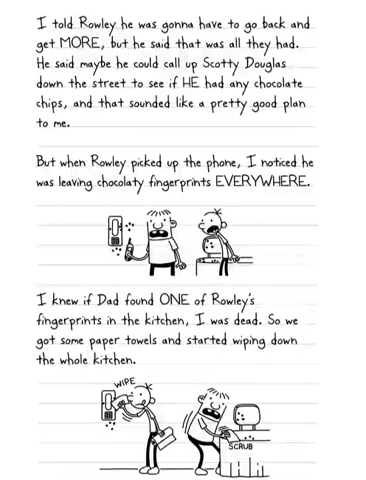 I told Rowley he was gonna have to go back and
get MORE, but he said that was all they had.
He said maybe he could call up Scotty Douglas
down the street to see if HE had any chocolate
chips, and that sounded like a pretty good plan
to me.
But when Rowley picked up the phone, I noticed he
was leaving chocolaty fingerprints EVERYWHERE.
I knew if Dad found ONE of Rowley's
fingerprints in the kitchen, I was dead. So we
got some paper towels and started wiping down
the whole kitchen.
WIPE
SCRUB